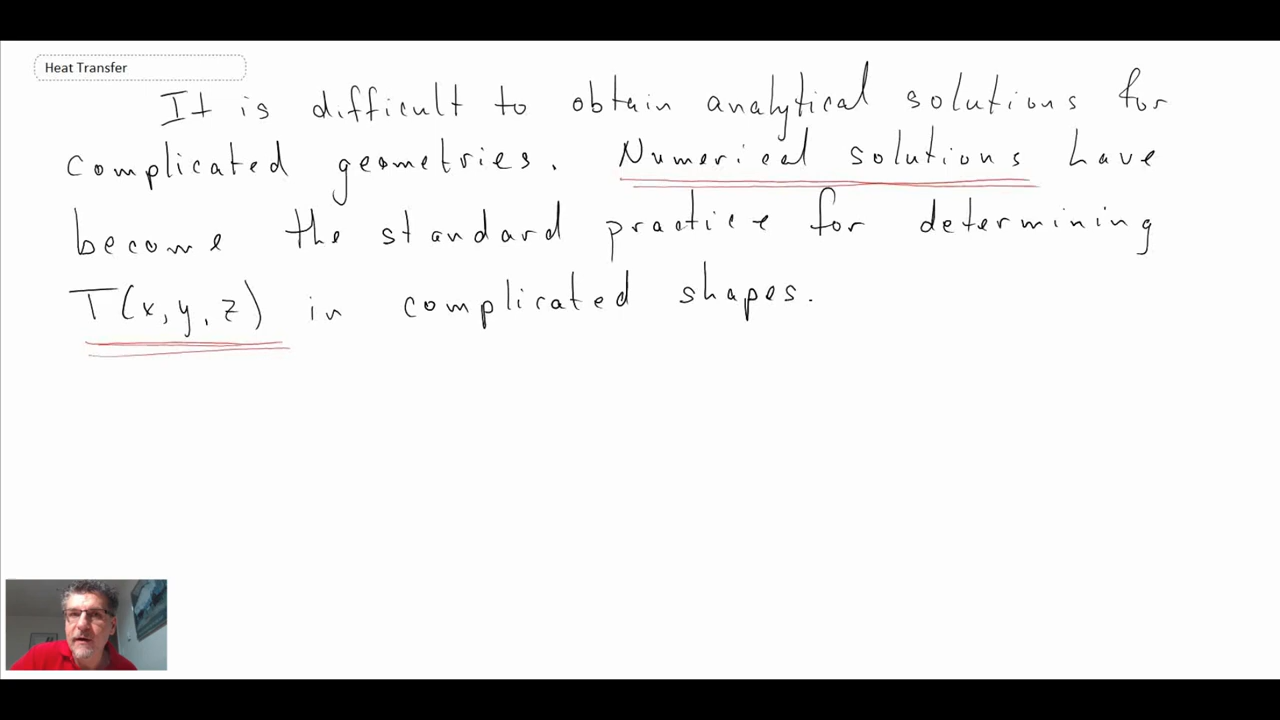 Heat Transfer
It is difficult to obtain analytical solutions for
complicated geometries. Numerical solutions have
become the standard practice for determining
T(x, y, z) in complicated shapes.